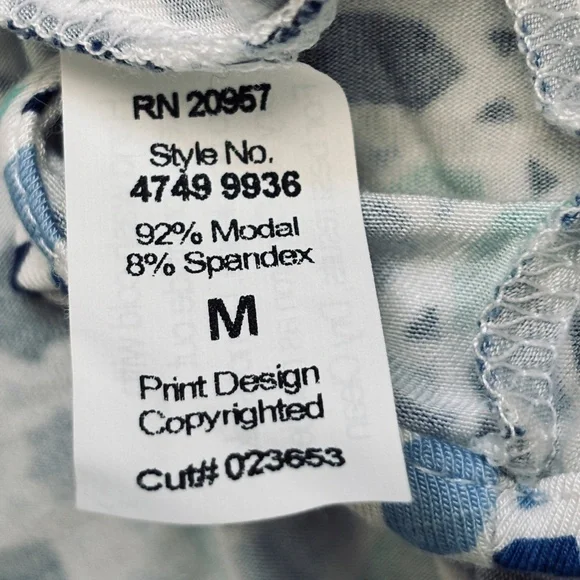 RN 20957
Style No.
4749 9936
92% Modal
8% Spandex
M
Print Design
Copyrighted
Cut# 023653